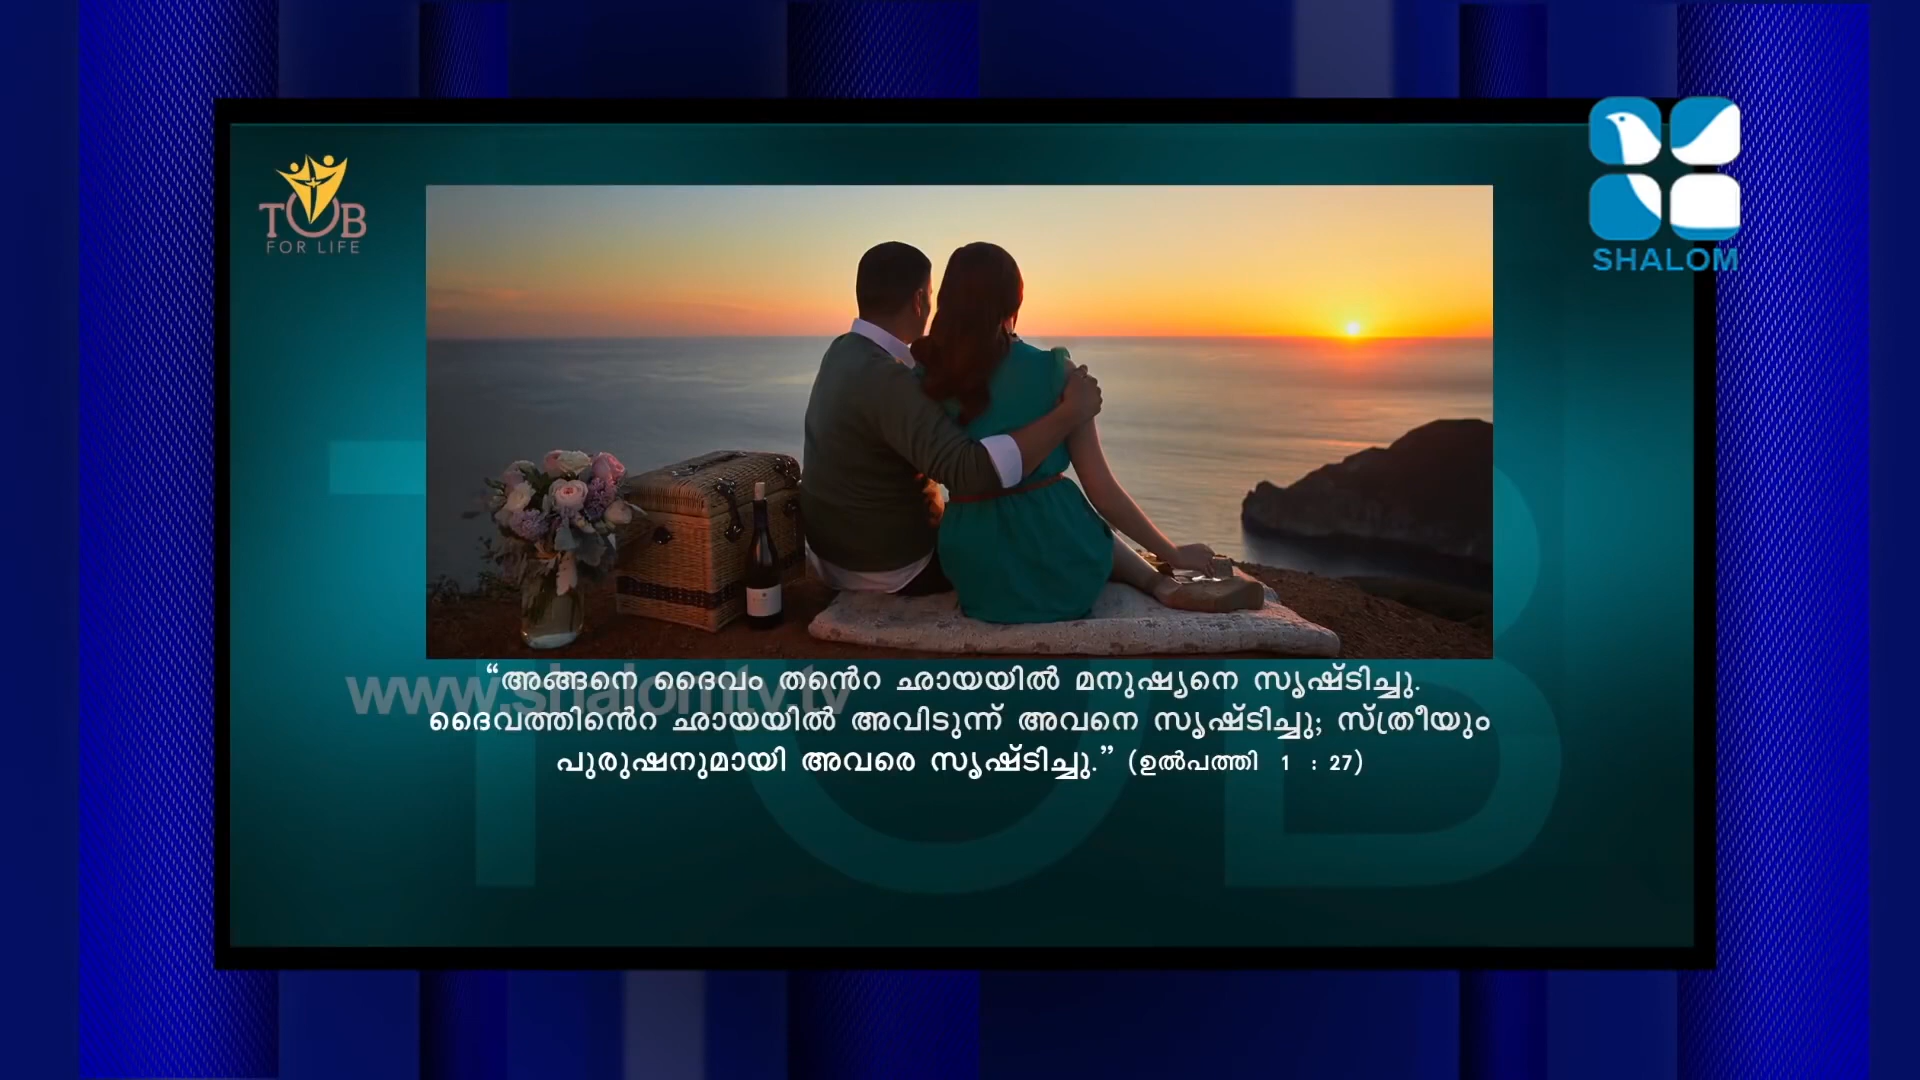 TOB
FOR LIFE
SHALOM
www.shalomtv.tv
“അങ്ങനെ ദൈവം തൻെറ ഛായയിൽ മനുഷ്യനെ സൃഷ്ടിച്ചു.
ദൈവത്തിൻെറ ഛായയിൽ അവിടുന്ന് അവനെ സൃഷ്ടിച്ചു; സ്ത്രീയും
പുരുഷനുമായി അവരെ സൃഷ്ടിച്ചു.” (ഉൽപത്തി 1 : 27)
TOB